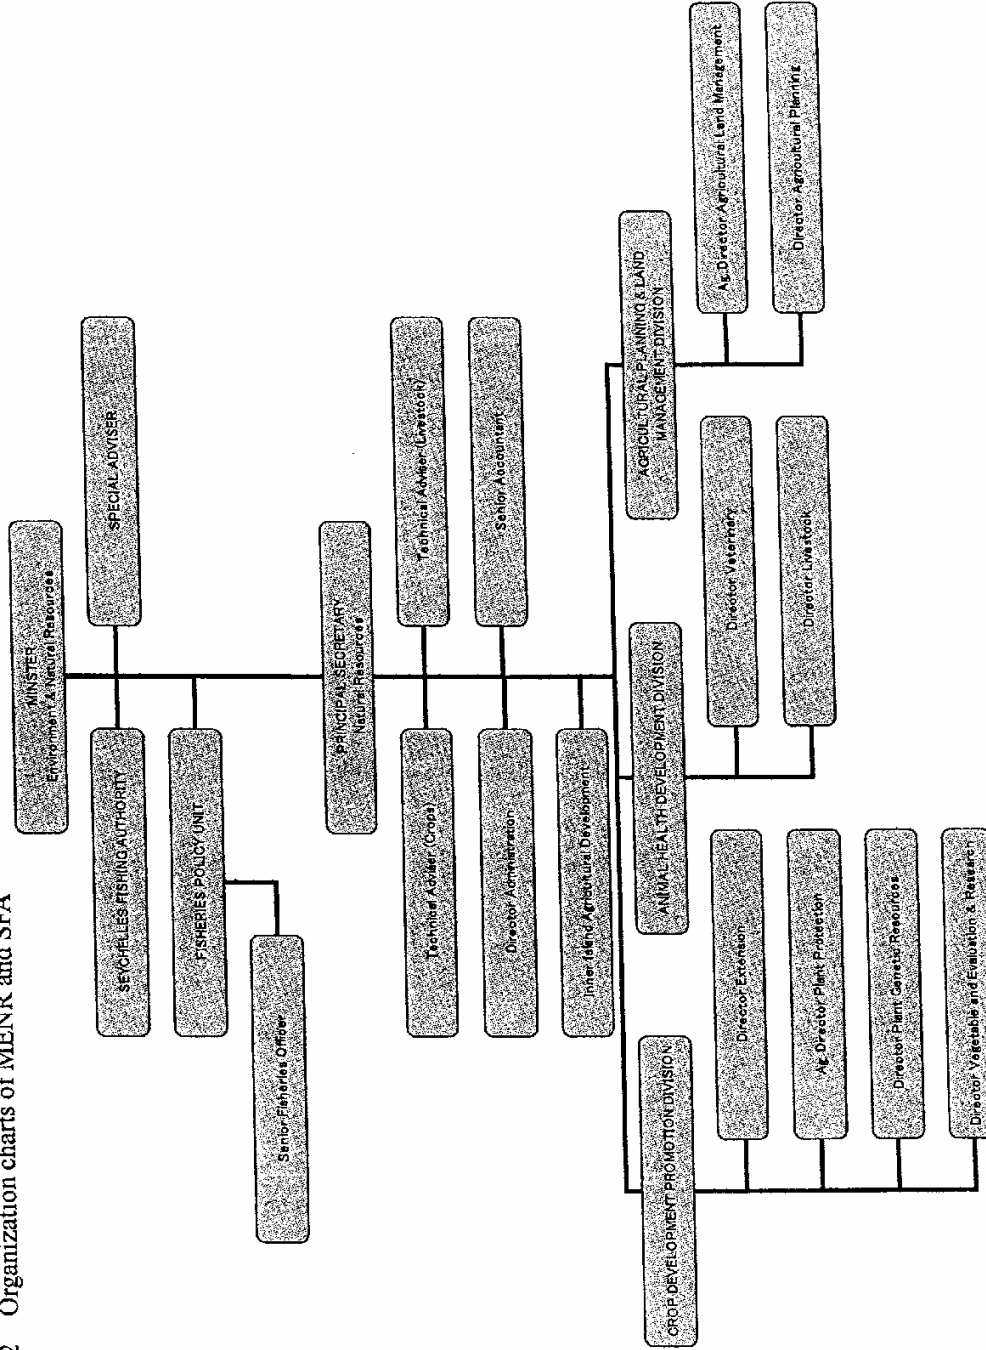 2 Organization charts of MENR and SFA
MINSTER
Environment & Natural Resources
SEYCHELLES FISHING AUTHORITY
SPECIAL ADVISER
FISHERIES POLICY UNIT
Senior Fisheries Officer
PRINCIPAL SECRETARY
Natural Resources
Technical Adviser (Crops)
Technical Adviser (Livestock)
Director Administration
Senior Accountant
Inner Island Agricultural Development
CROP DEVELOPMENT PROMOTION DIVISION
Director Extension
Ag. Director Plant Protection
Director Plant Genetic Resources
Director Vegetable and Evaluation & Research
ANIMAL HEALTH DEVELOPMENT DIVISION
Director Veternary
Director Livestock
AGRICULTURAL PLANNING & LAND
MANAGEMENT DIVISION
Ag. Director Agricultural Land Management
Director Agricultural Planning